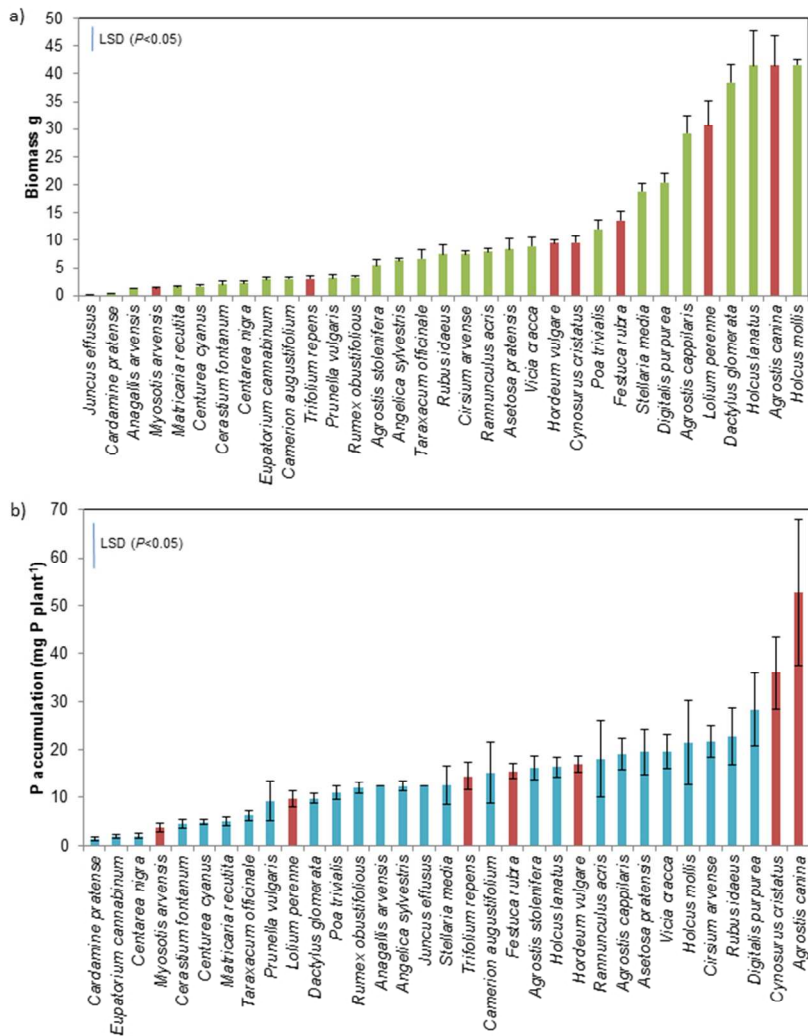 a)
50
45
40
35
30
25
20
15
10
5
0
Biomass g
LSD (P<0.05)
Juncus effusus
Cardamine pratense
Anagallis arvensis
Myosotis arvensis
Matricaria recutita
Centurea cyanus
Cerastium fontanum
Centarea nigra
Eupatorium cannabinum
Camerion augustifolium
Trifolium repens
Prunella vulgaris
Rumex obustifolious
Agrostis stolenifera
Angelica sylvestris
Taraxacum officinale
Rubus idaeus
Cirsium arvense
Rannunculus acris
Asetosa pratensis
Vicia cracca
Hordeum vulgare
Cynosurus cristatus
Poa trivialis
Festuca rubra
Stellaria media
Digitalis purpurea
Agrostis cappilaris
Lolium perenne
Dactylus glomerata
Holcus lanatus
Agrostis canina
Holcus mollis
b)
70
60
50
40
30
20
10
0
P accumulation (mg P plant-1)
LSD (P<0.05)
Cardamine pratense
Eupatorium cannabinum
Centarea nigra
Myosotis arvensis
Cerastium fontanum
Centurea cyanus
Matricaria recutita
Taraxacum officinale
Prunella vulgaris
Lolium perenne
Dactylus glomerata
Poa trivialis
Rumex obustifolious
Anagallis arvensis
Angelica sylvestris
Juncus effusus
Stellaria media
Trifolium repens
Camerion augustifolium
Festuca rubra
Agrostis stolenifera
Holcus lanatus
Hordeum vulgare
Rannunculus acris
Agrostis cappilaris
Asetosa pratensis
Vicia cracca
Holcus mollis
Cirsium arvense
Rubus idaeus
Digitalis purpurea
Cynosurus cristatus
Agrostis canina